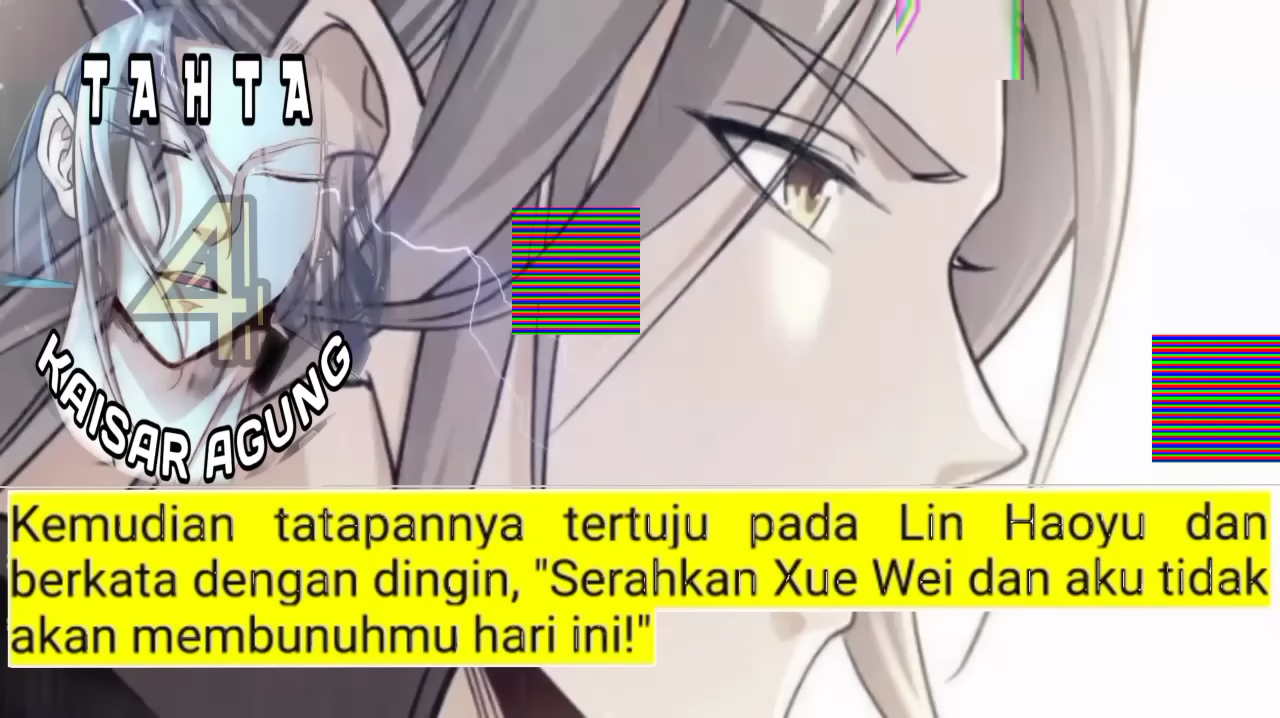 TAHTA
4
KAISAR AGUNG
Kemudian tatapannya tertuju pada Lin Haoyu dan
berkata dengan dingin, "Serahkan Xue Wei dan aku tidak
akan membunuhmu hari ini!"